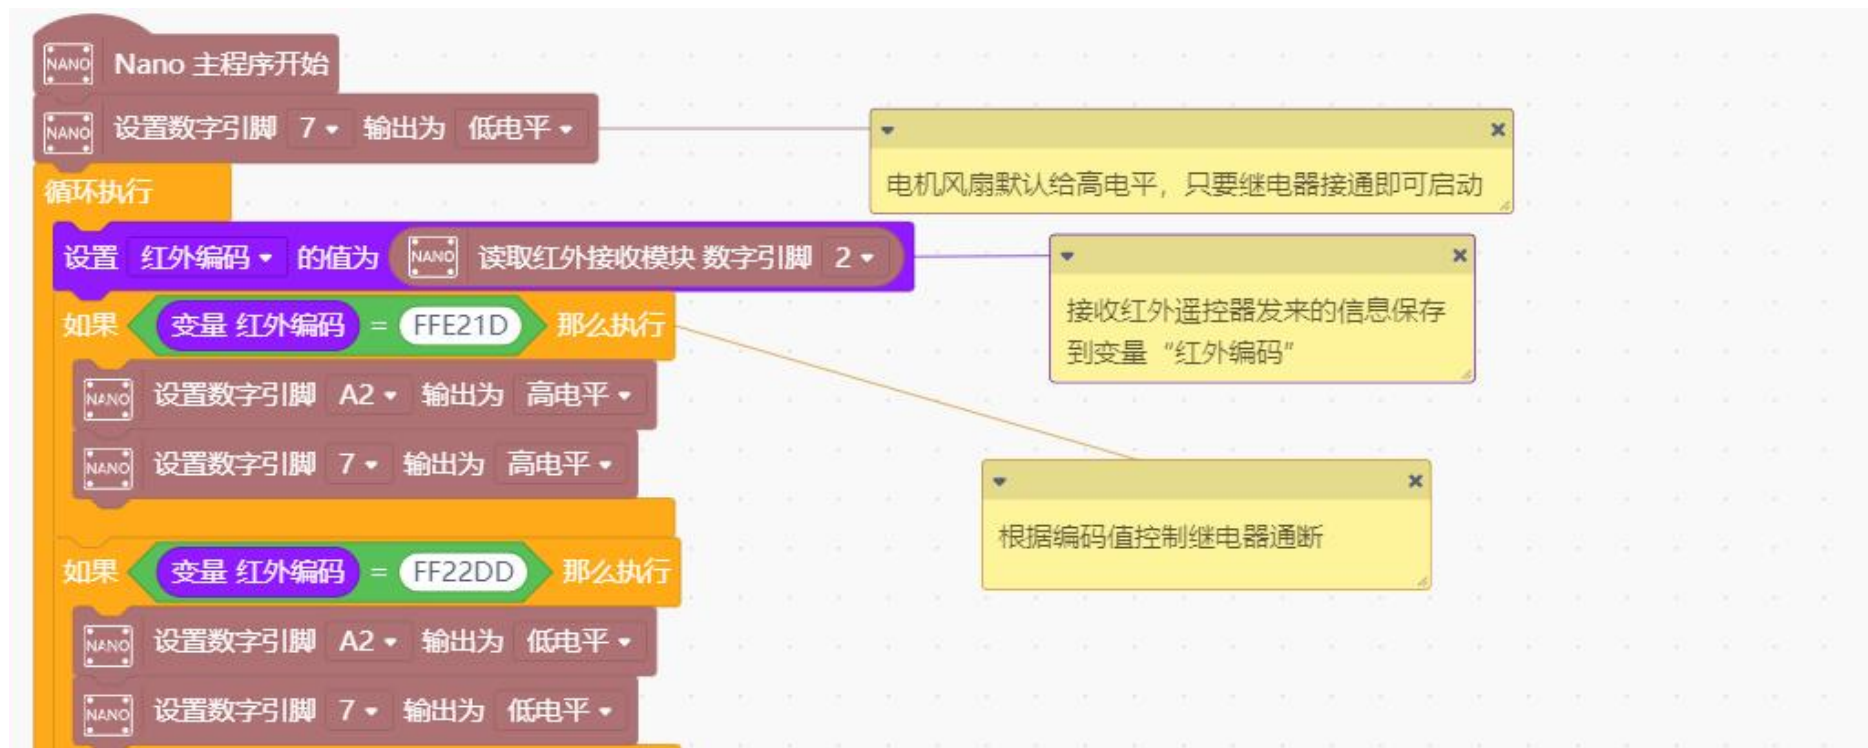 NANO Nano 主程序开始
NANO 设置数字引脚 7 输出为 低电平
电机风扇默认给高电平，只要继电器接通即可启动
循环执行
设置 红外编码 的值为 NANO 读取红外接收模块 数字引脚 2
接收红外遥控器发来的信息保存
到变量“红外编码”
如果 变量 红外编码 = FFE21D 那么执行
NANO 设置数字引脚 A2 输出为 高电平
NANO 设置数字引脚 7 输出为 高电平
根据编码值控制继电器通断
如果 变量 红外编码 = FF22DD 那么执行
NANO 设置数字引脚 A2 输出为 低电平
NANO 设置数字引脚 7 输出为 低电平